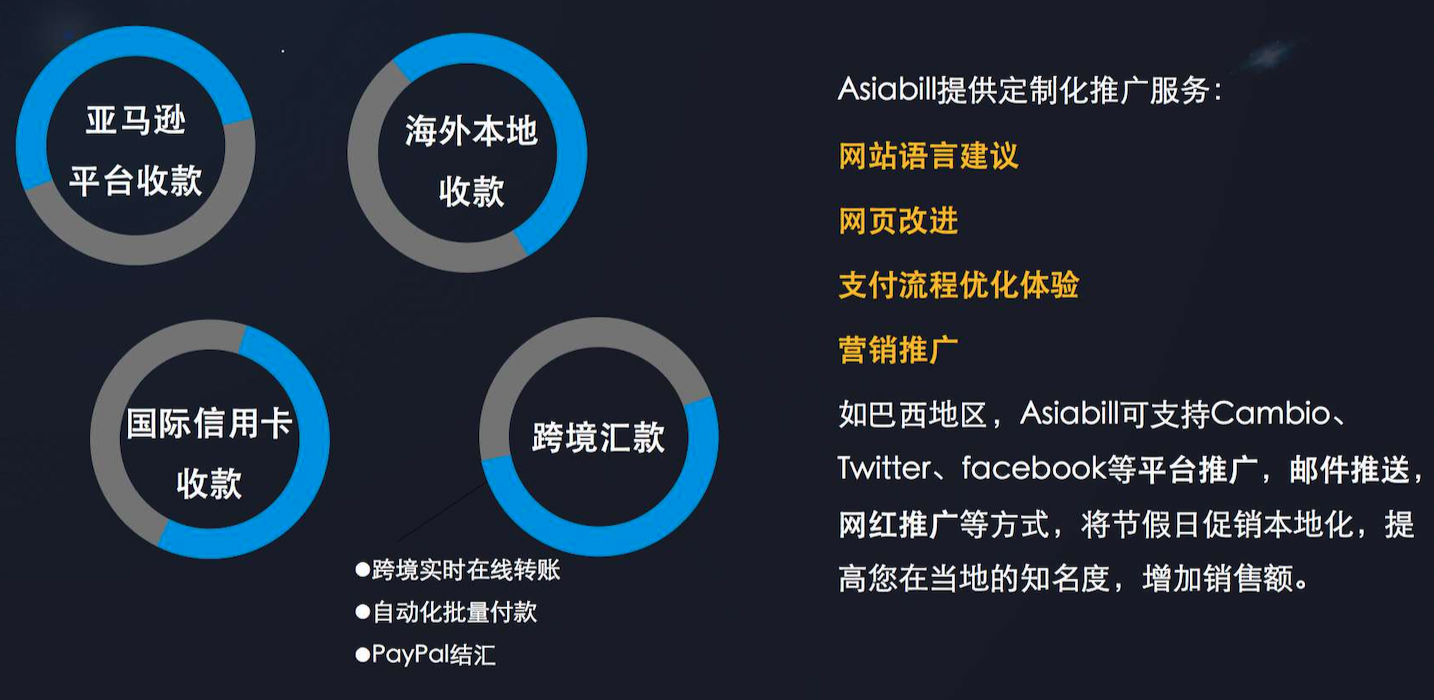 亚马逊
平台收款
海外本地
收款
国际信用卡
收款
跨境汇款
●跨境实时在线转账
●自动化批量付款
●PayPal结汇
Asiabill提供定制化推广服务：
网站语言建议
网页改进
支付流程优化体验
营销推广
如巴西地区，Asiabill可支持Cambio、
Twitter、facebook等平台推广，邮件推送，
网红推广等方式，将节假日促销本地化，提
高您在当地的知名度，增加销售额。